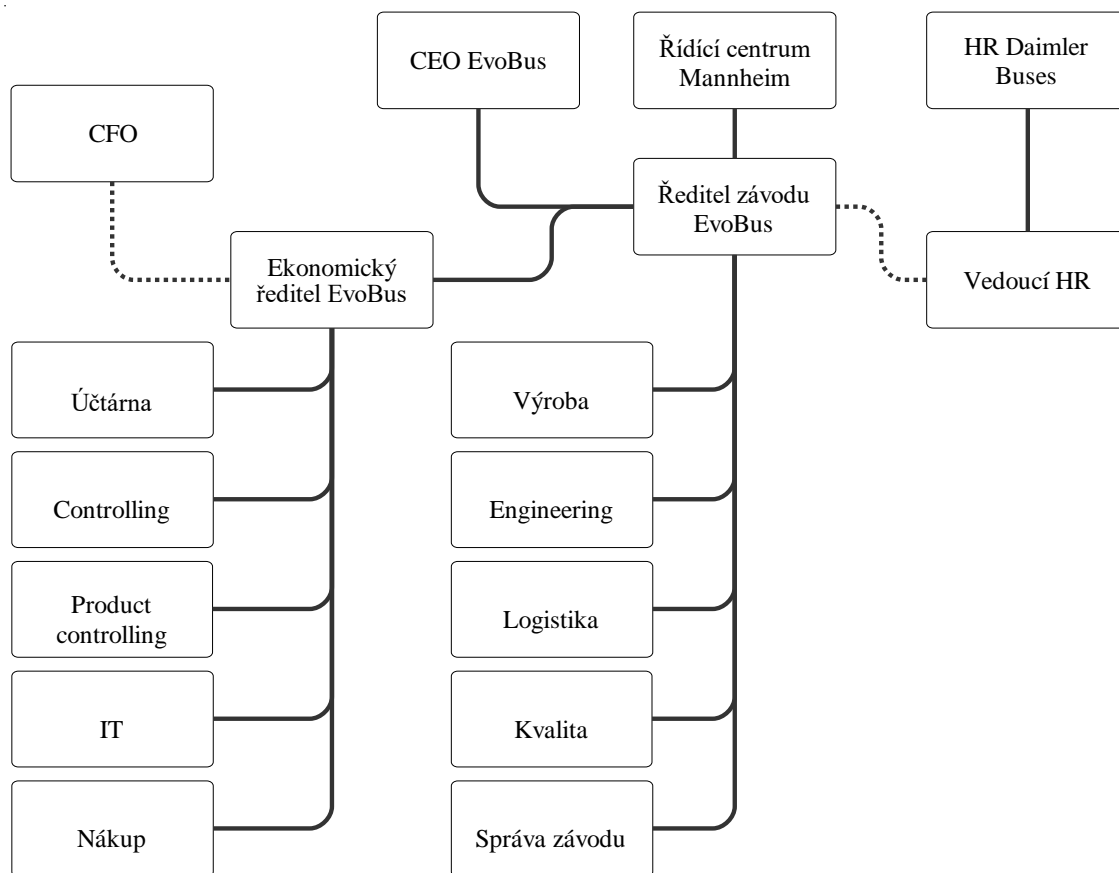 CEO EvoBus
Řídící centrum
Mannheim
HR Daimler
Buses
CFO
Ředitel závodu
EvoBus
Ekonomický
ředitel EvoBus
Vedoucí HR
Účtárna
Výroba
Controlling
Engineering
Product
controlling
Logistika
IT
Kvalita
Nákup
Správa závodu